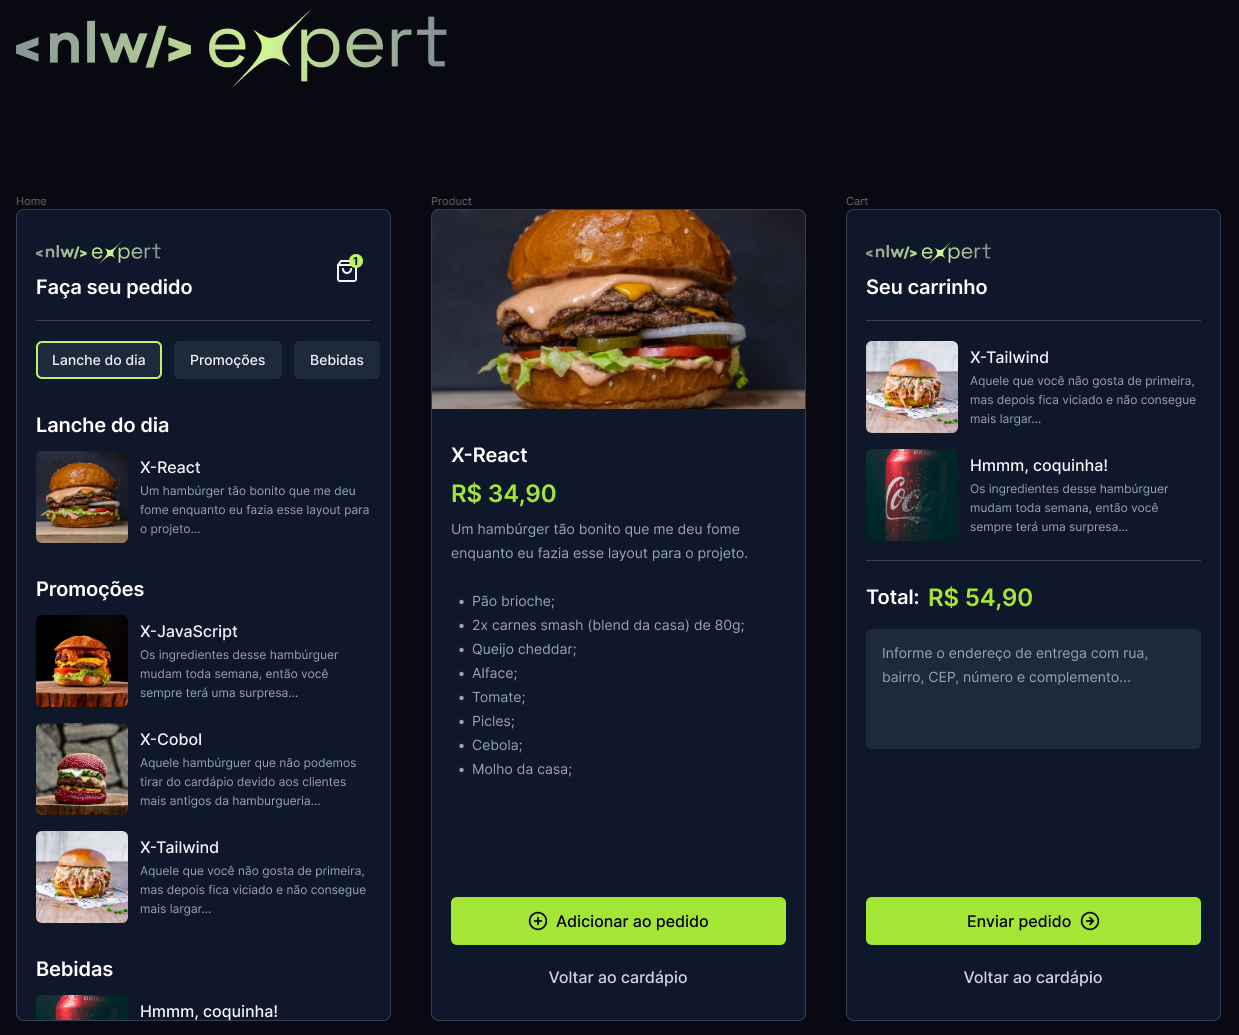 <nlw/> expert
Home
<nlw/> expert
Faça seu pedido
1
Lanche do dia
Promoções
Bebidas
Lanche do dia
X-React
Um hambúrger tão bonito que me deu
fome enquanto eu fazia esse layout para
o projeto...
Promoções
X-JavaScript
Os ingredientes desse hambúrguer
mudam toda semana, então você
sempre terá uma surpresa...
X-Cobol
Aquele hambúrguer que não podemos
tirar do cardápio devido aos clientes
mais antigos da hamburgueria...
X-Tailwind
Aquele que você não gosta de primeira,
mas depois fica viciado e não consegue
mais largar...
Bebidas
Hmmm, coquinha!
Product
X-React
R$ 34,90
Um hambúrger tão bonito que me deu fome
enquanto eu fazia esse layout para o projeto.
• Pão brioche;
• 2x carnes smash (blend da casa) de 80g;
• Queijo cheddar;
• Alface;
• Tomate;
• Picles;
• Cebola;
• Molho da casa;
Adicionar ao pedido
Voltar ao cardápio
Cart
<nlw/> expert
Seu carrinho
X-Tailwind
Aquele que você não gosta de primeira,
mas depois fica viciado e não consegue
mais largar...
Coca
Hmmm, coquinha!
Os ingredientes desse hambúrguer
mudam toda semana, então você
sempre terá uma surpresa...
Total: R$ 54,90
Informe o endereço de entrega com rua,
bairro, CEP, número e complemento...
Enviar pedido
Voltar ao cardápio